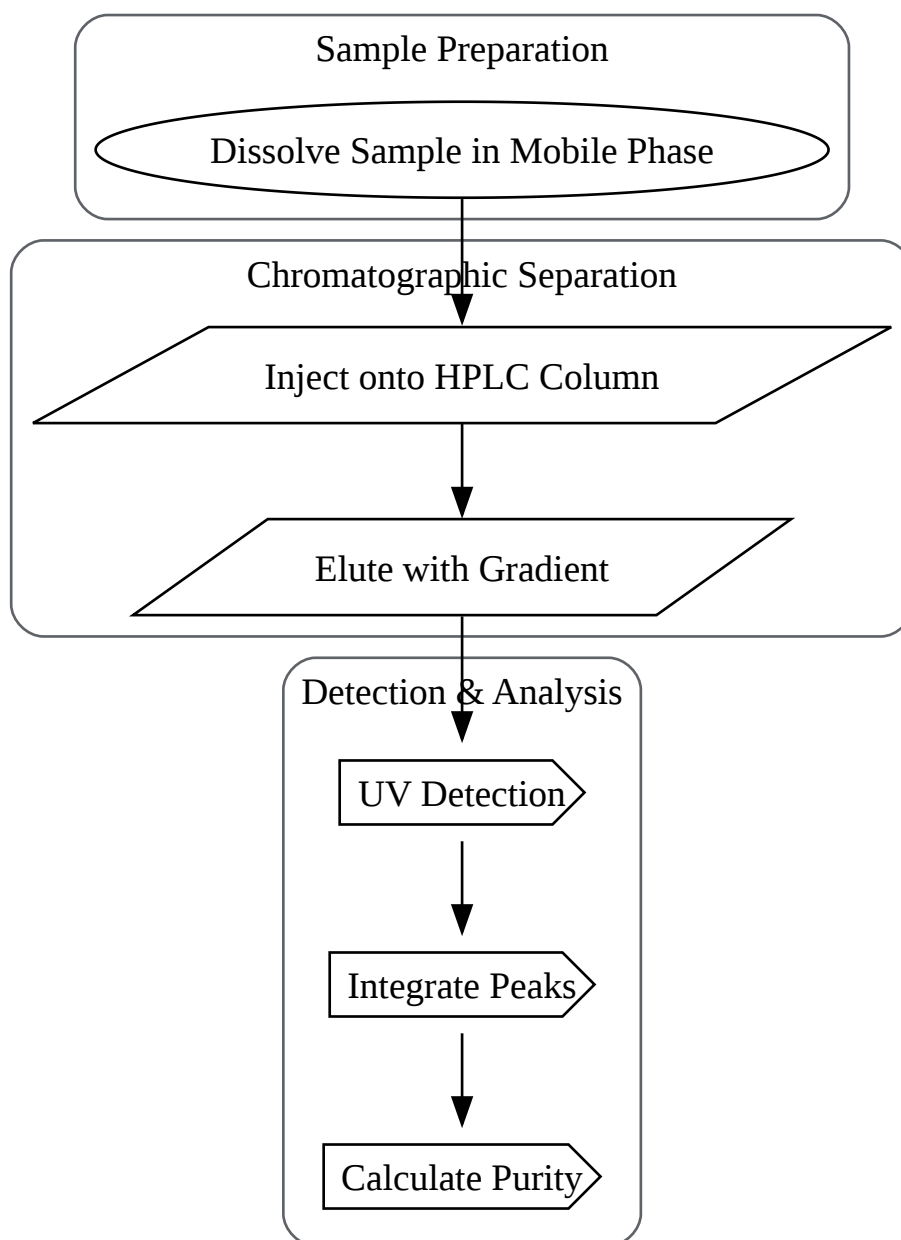 Sample Preparation
Dissolve Sample in Mobile Phase
Chromatographic Separation
Inject onto HPLC Column
Elute with Gradient
Detection & Analysis
UV Detection
Integrate Peaks
Calculate Purity